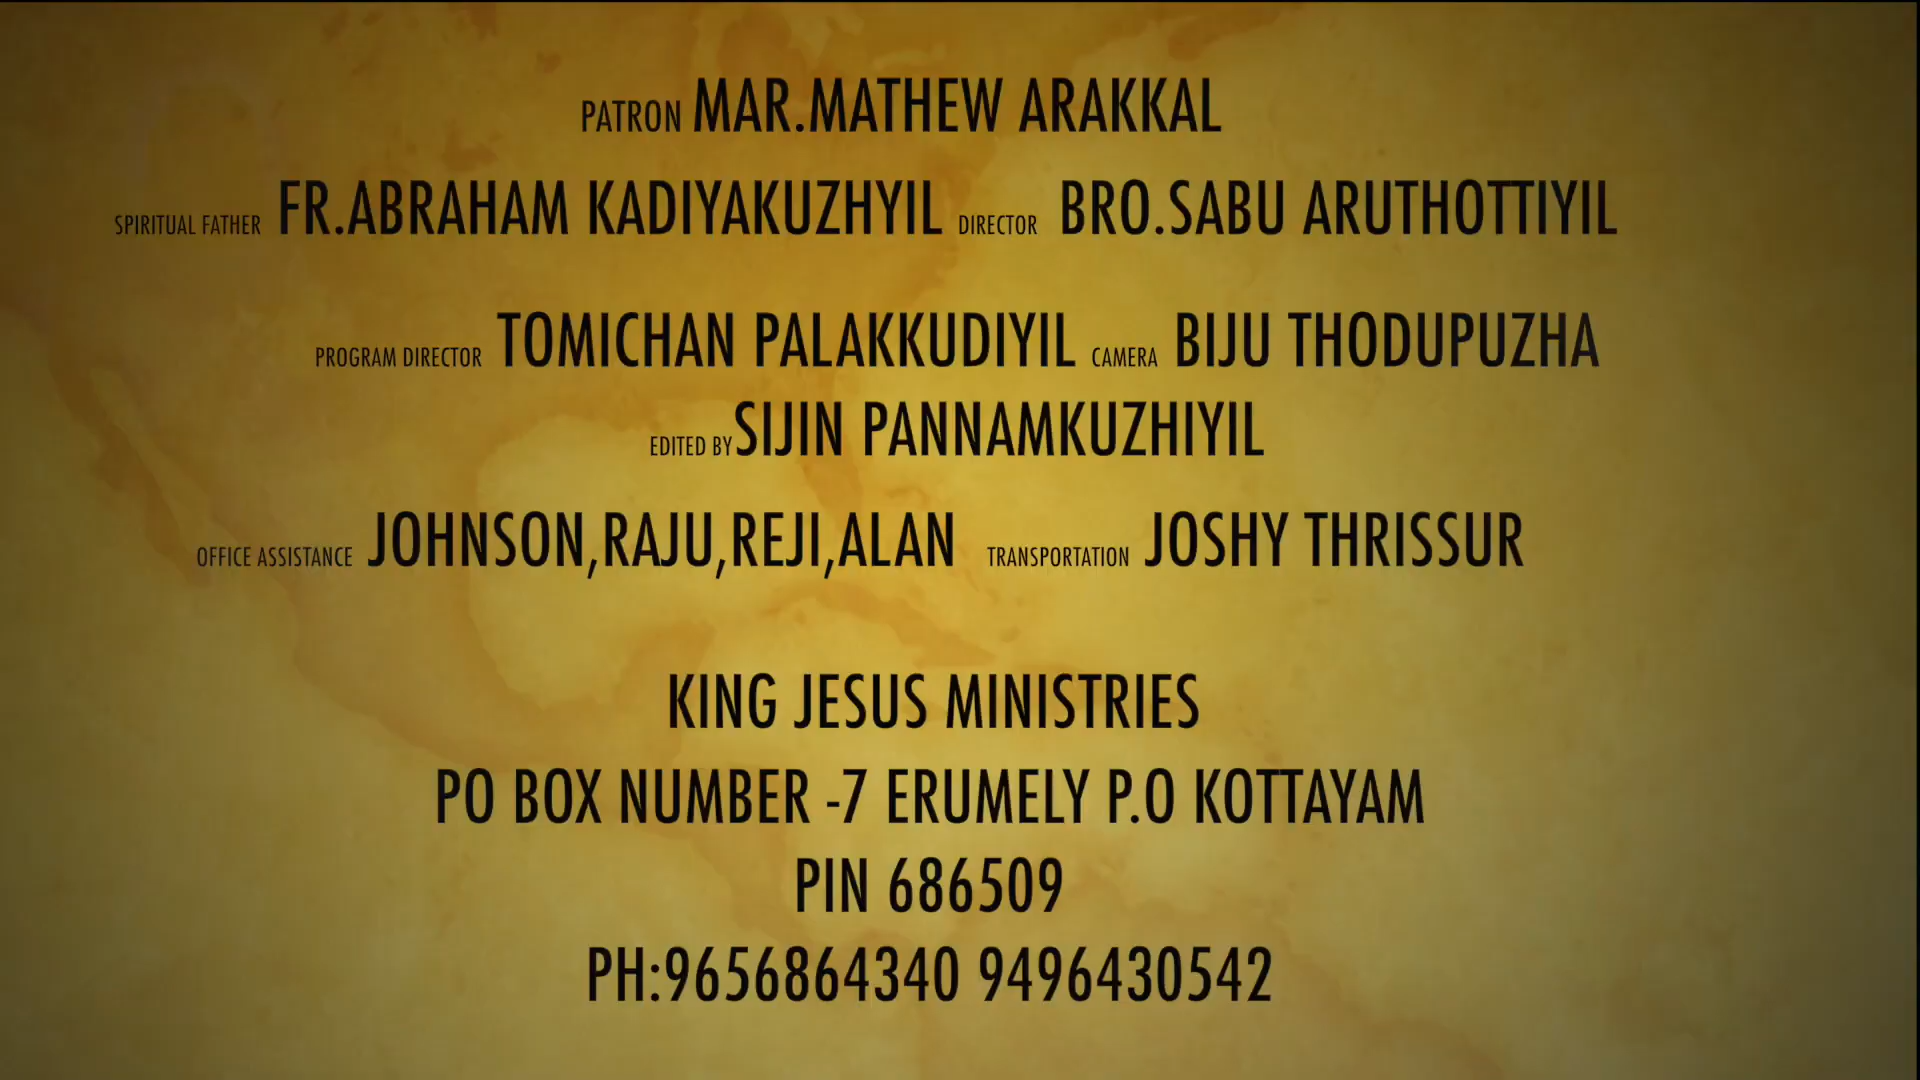 PATRON MAR.MATHEW ARAKKAL
SPIRITUAL FATHER FR.ABRAHAM KADIYAKUZHYIL DIRECTOR BRO.SABU ARUTHOTTIYIL
PROGRAM DIRECTOR TOMICHAN PALAKKUDIYIL CAMERA BIJU THODUPUZHA
EDITED BY SIJIN PANNAMKUZHIYIL
OFFICE ASSISTANCE JOHNSON,RAJU,REJI,ALAN TRANSPORTATION JOSHY THRISSUR
KING JESUS MINISTRIES
PO BOX NUMBER -7 ERUMELY P.O KOTTAYAM
PIN 686509
PH:9656864340 9496430542